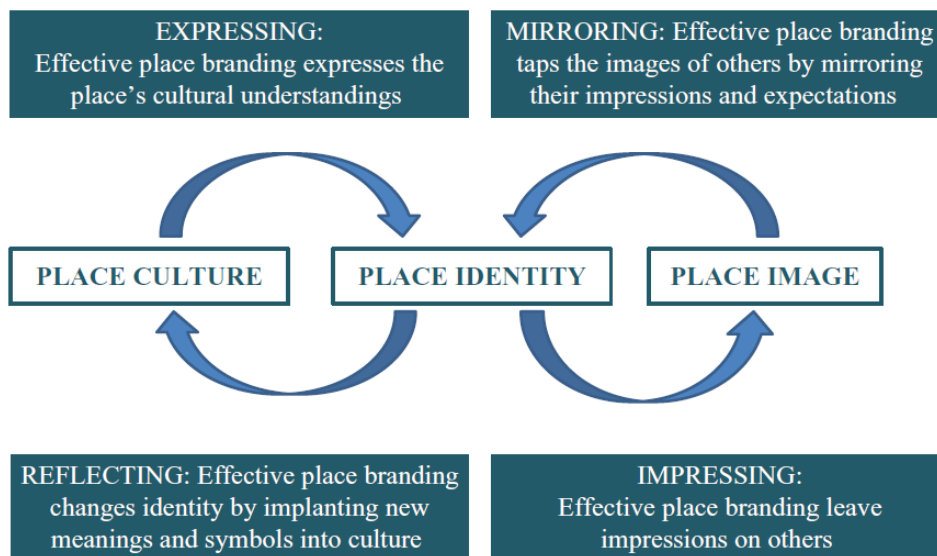 EXPRESSING:
Effective place branding expresses the
place's cultural understandings
MIRRORING: Effective place branding
taps the images of others by mirroring
their impressions and expectations
PLACE CULTURE
PLACE IDENTITY
PLACE IMAGE
REFLECTING: Effective place branding
changes identity by implanting new
meanings and symbols into culture
IMPRESSING:
Effective place branding leave
impressions on others